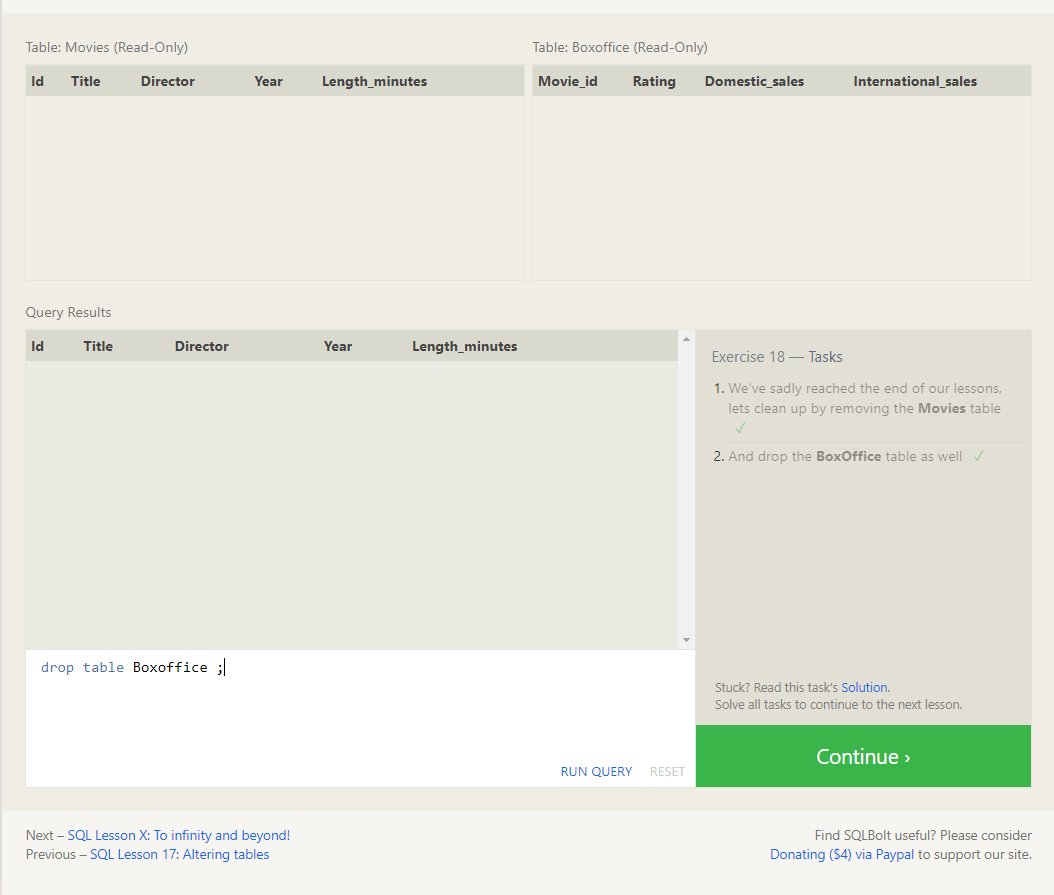 Table: Movies (Read-Only)
Id Title Director Year Length_minutes
Table: Boxoffice (Read-Only)
Movie_id Rating Domestic_sales International_sales
Query Results
Id Title Director Year Length_minutes
Exercise 18 — Tasks
1. We've sadly reached the end of our lessons,
lets clean up by removing the Movies table
✓
2. And drop the BoxOffice table as well ✓
drop table Boxoffice ;
RUN QUERY RESET
Stuck? Read this task's Solution.
Solve all tasks to continue to the next lesson.
Continue ›
Next – SQL Lesson X: To infinity and beyond!
Previous – SQL Lesson 17: Altering tables
Find SQLBolt useful? Please consider
Donating ($4) via Paypal to support our site.